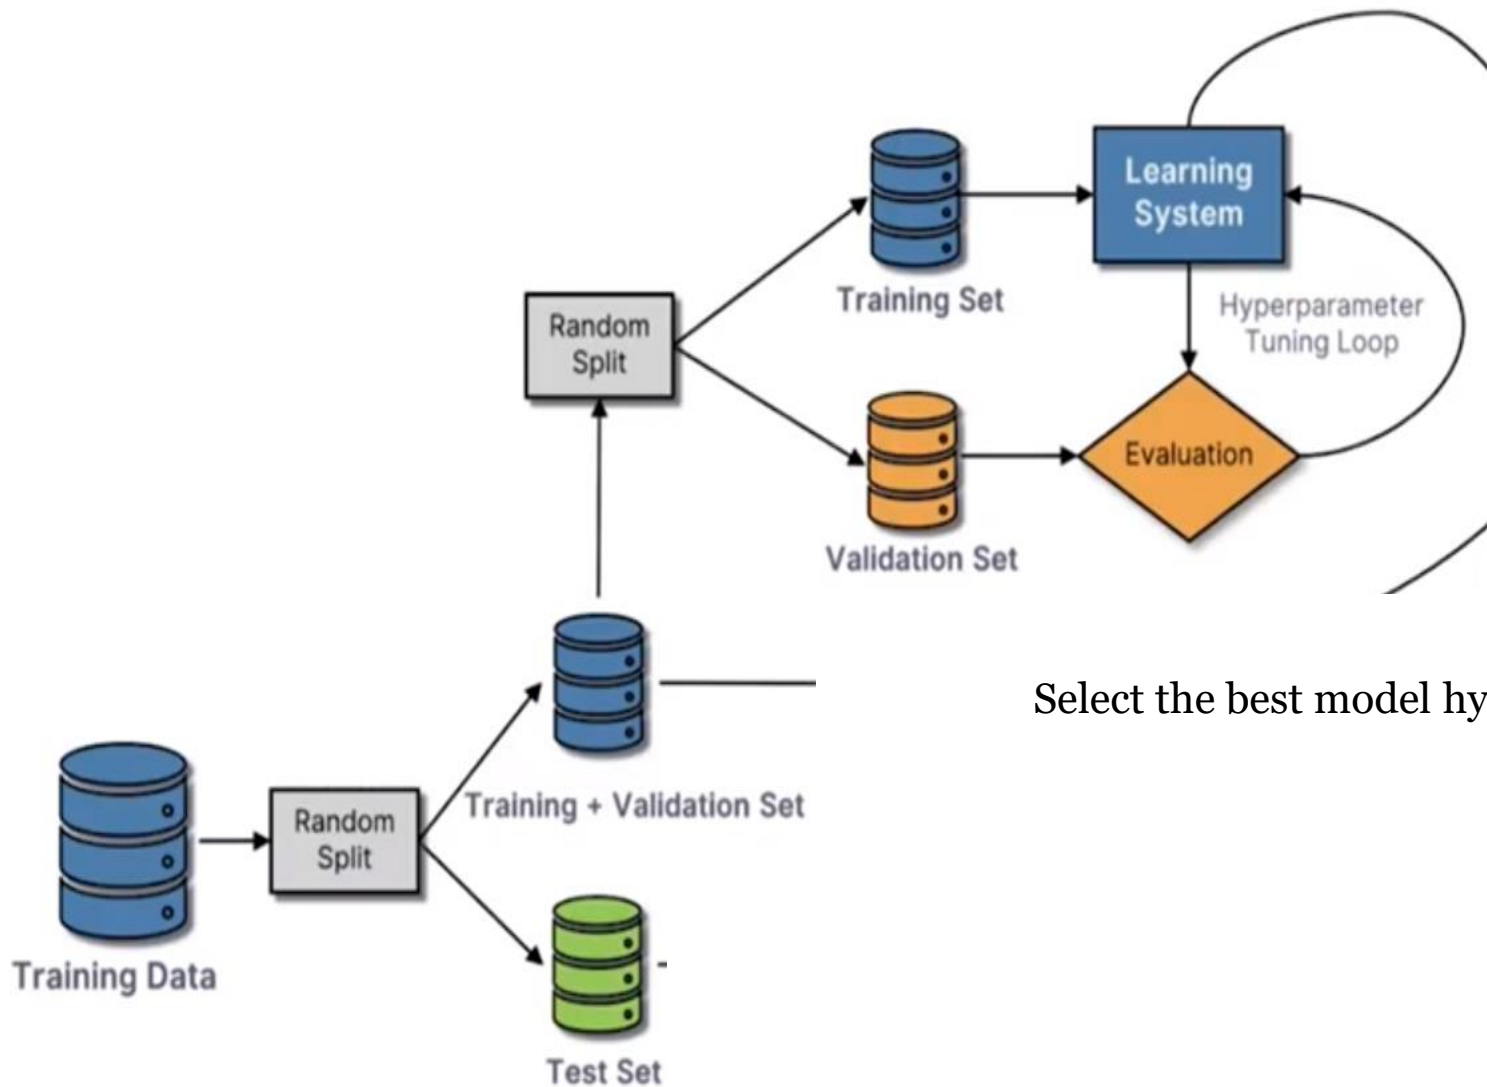 Learning
System
Training Set
Hyperparameter
Tuning Loop
Random
Split
Evaluation
Validation Set
Select the best model hy
Training + Validation Set
Random
Split
Training Data
Test Set